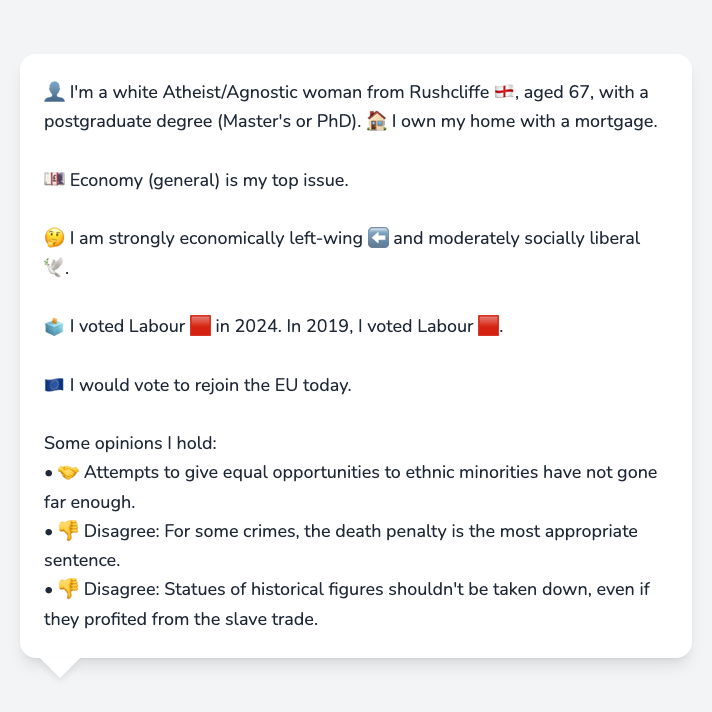 👤 I'm a white Atheist/Agnostic woman from Rushcliffe 🏴󠁧󠁢󠁥󠁮󠁧󠁿, aged 67, with a
postgraduate degree (Master's or PhD). 🏠 I own my home with a mortgage.
💷 Economy (general) is my top issue.
🤔 I am strongly economically left-wing ⬅️ and moderately socially liberal
🕊️.
🗳️ I voted Labour 🟥 in 2024. In 2019, I voted Labour 🟥.
🇪🇺 I would vote to rejoin the EU today.
Some opinions I hold:
• 🤝 Attempts to give equal opportunities to ethnic minorities have not gone
far enough.
• 👎 Disagree: For some crimes, the death penalty is the most appropriate
sentence.
• 👎 Disagree: Statues of historical figures shouldn't be taken down, even if
they profited from the slave trade.